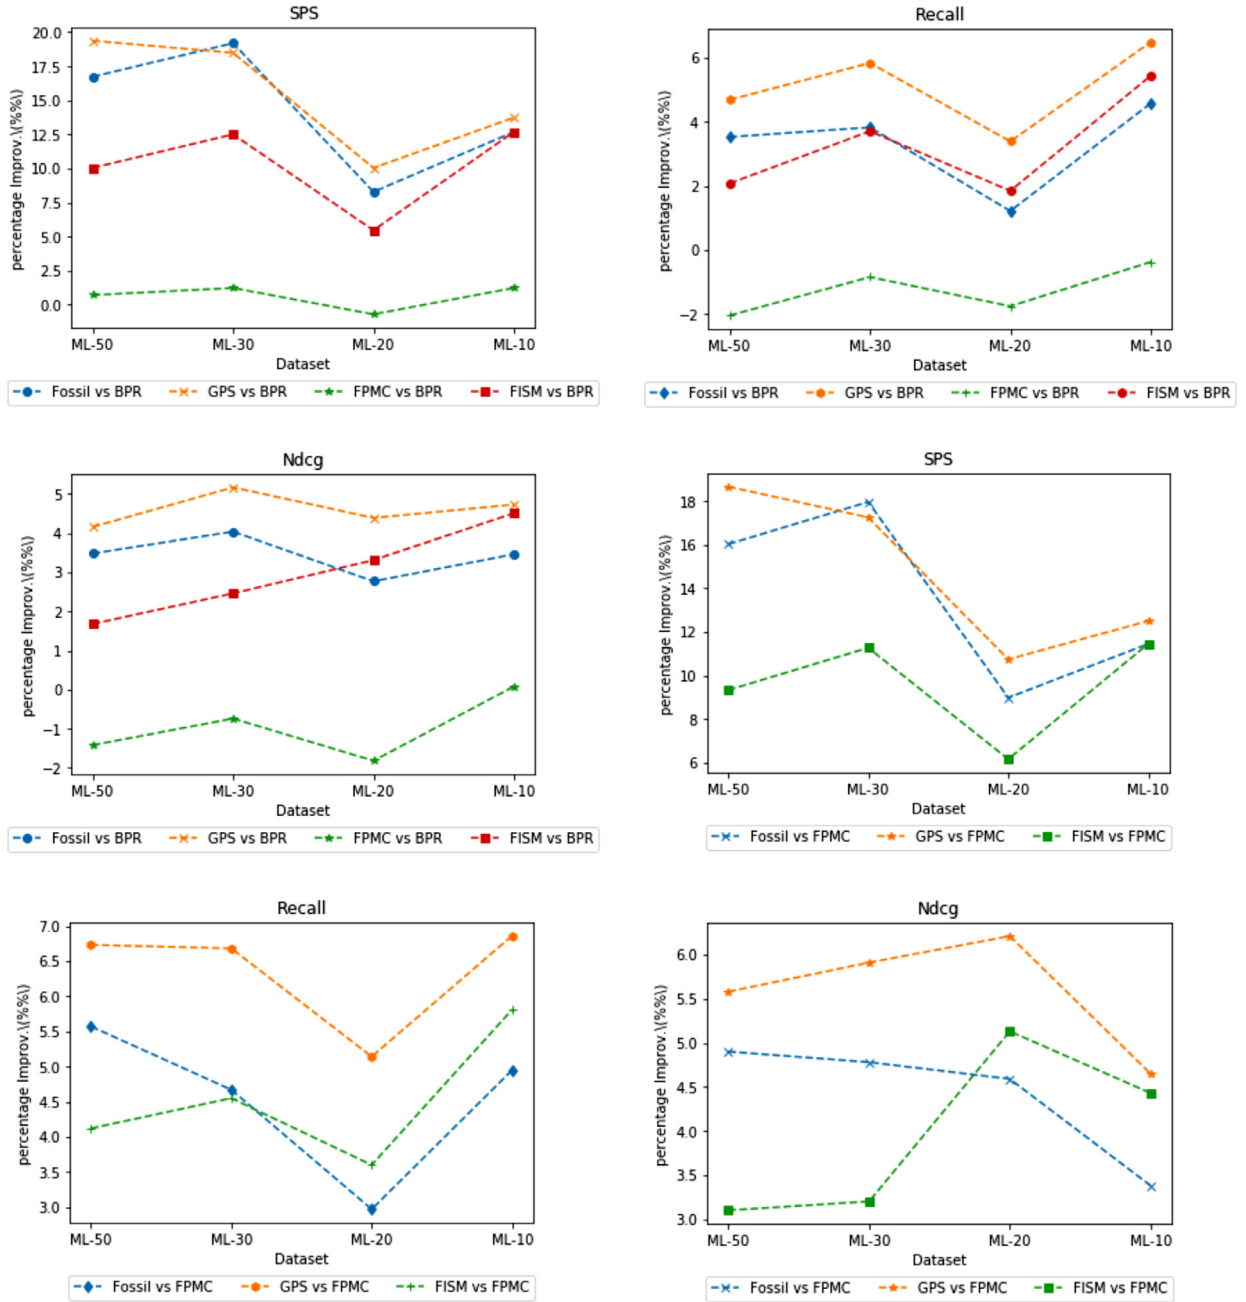 SPS
20.0
17.5
15.0
12.5
10.0
7.5
5.0
2.5
0.0
percentage Improv.\(%%\)
ML-50 ML-30 ML-20 ML-10
Dataset
Fossil vs BPR GPS vs BPR FPMC vs BPR FISM vs BPR
Recall
6
4
2
0
−2
percentage Improv.\(%%\)
ML-50 ML-30 ML-20 ML-10
Dataset
Fossil vs BPR GPS vs BPR FPMC vs BPR FISM vs BPR
Ndcg
5
4
3
2
1
0
−1
−2
percentage Improv.\(%%\)
ML-50 ML-30 ML-20 ML-10
Dataset
Fossil vs BPR GPS vs BPR FPMC vs BPR FISM vs BPR
SPS
18
16
14
12
10
8
6
percentage Improv.\(%%\)
ML-50 ML-30 ML-20 ML-10
Dataset
Fossil vs FPMC GPS vs FPMC FISM vs FPMC
Recall
7.0
6.5
6.0
5.5
5.0
4.5
4.0
3.5
3.0
percentage Improv.\(%%\)
ML-50 ML-30 ML-20 ML-10
Dataset
Fossil vs FPMC GPS vs FPMC FISM vs FPMC
Ndcg
6.0
5.5
5.0
4.5
4.0
3.5
3.0
percentage Improv.\(%%\)
ML-50 ML-30 ML-20 ML-10
Dataset
Fossil vs FPMC GPS vs FPMC FISM vs FPMC